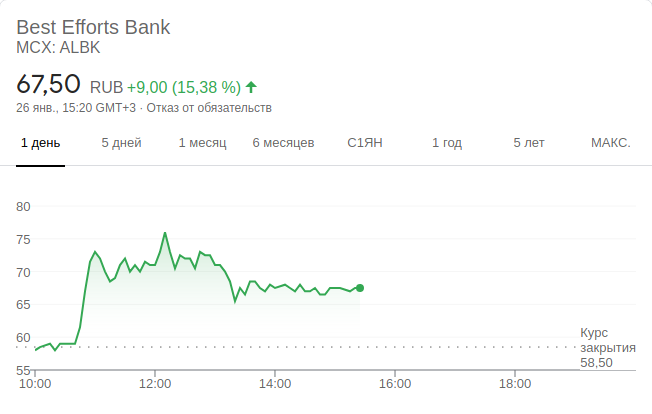 Best Efforts Bank
MCX: ALBK
67,50 RUB +9,00 (15,38 %)
26 янв., 15:20 GMT+3 · Отказ от обязательств
1 день 5 дней 1 месяц 6 месяцев С1ЯН 1 год 5 лет МАКС.
80
75
70
65
60
55
Курс
закрытия
58,50
10:00 12:00 14:00 16:00 18:00